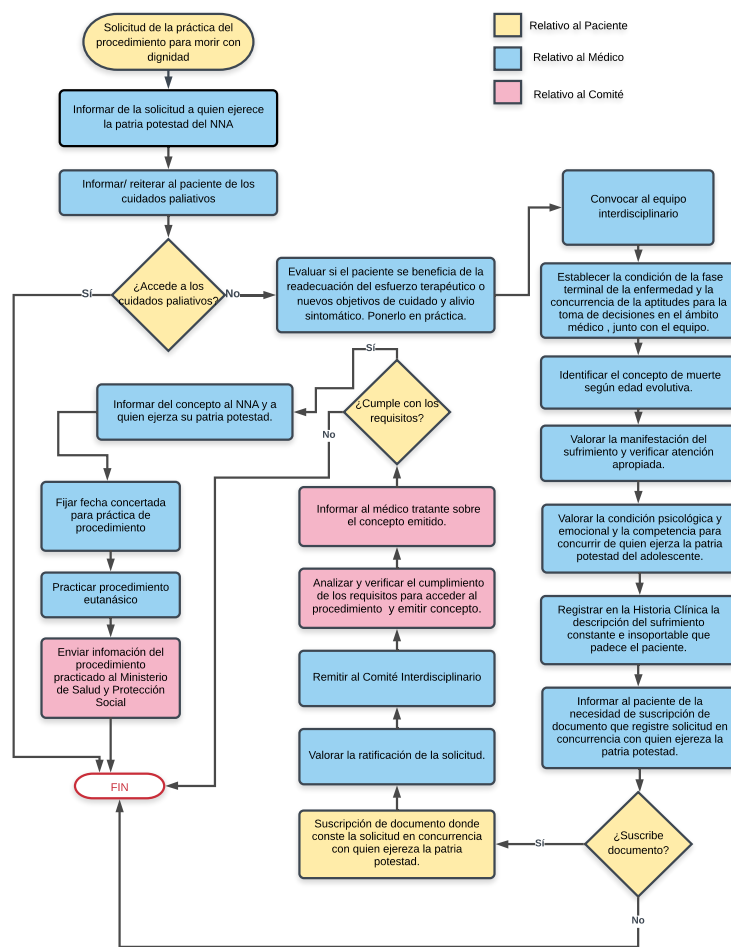 Solicitud de la práctica del
procedimiento para morir con
dignidad
Relativo al Paciente
Relativo al Médico
Relativo al Comité
Informar de la solicitud a quien ejerece
la patria potestad del NNA
Informar/ reiterar al paciente de los
cuidados paliativos
¿Accede a los
cuidados paliativos?
Sí
No
Evaluar si el paciente se beneficia de la
readecuación del esfuerzo terapéutico o
nuevos objetivos de cuidado y alivio
sintomático. Ponerlo en práctica.
Convocar al equipo
interdisciplinario
Establecer la condición de la fase
terminal de la enfermedad y la
concurrencia de la aptitudes para la
toma de decisiones en el ámbito
médico , junto con el equipo.
Identificar el concepto de muerte
según edad evolutiva.
Valorar la manifestación del
sufrimiento y verificar atención
apropiada.
Valorar la condición psicológica y
emocional y la competencia para
concurrir de quien ejerza la patria
potestad del adolescente.
Registrar en la Historia Clínica la
descripción del sufrimiento
constante e insoportable que
padece el paciente.
Informar al paciente de la
necesidad de suscripción de
documento que registre solicitud en
concurrencia con quien ejereza la
patria potestad.
¿Suscribe
documento?
Sí
No
Suscripción de documento donde
conste la solicitud en concurrencia
con quien ejereza la patria
potestad.
Valorar la ratificación de la solicitud.
Remitir al Comité Interdisciplinario
Analizar y verificar el cumplimiento
de los requisitos para acceder al
procedimiento y emitir concepto.
Informar al médico tratante sobre
el concepto emitido.
¿Cumple con los
requisitos?
Sí
No
Informar del concepto al NNA y a
quien ejerza su patria potestad.
Fijar fecha concertada
para práctica de
procedimiento
Practicar procedimiento
eutanásico
Enviar infomación del
procedimiento
practicado al Ministerio
de Salud y Protección
Social
FIN